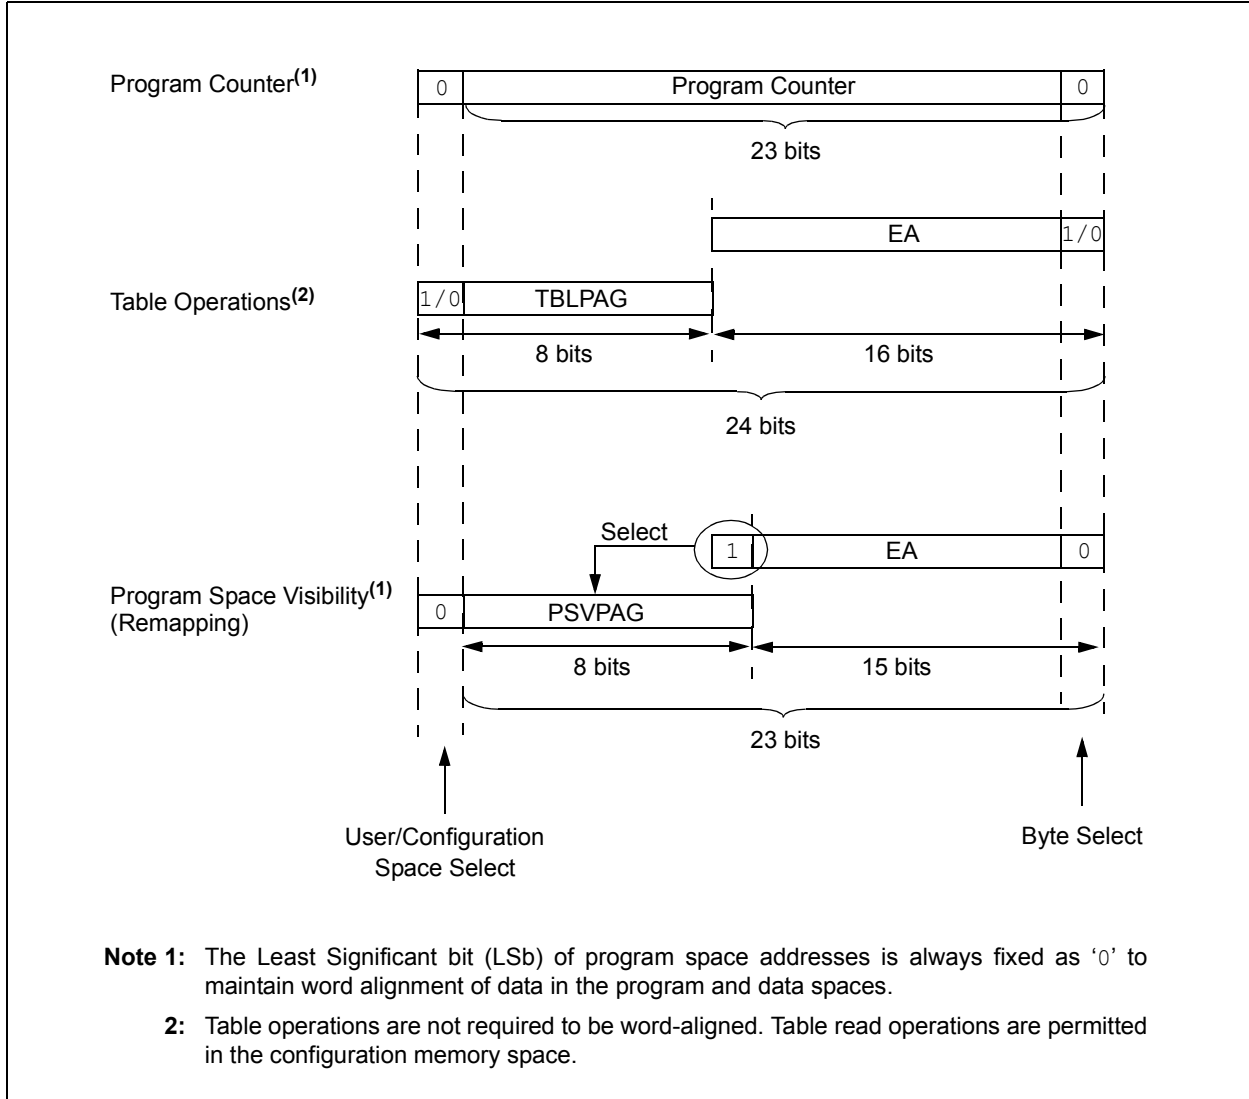 Program Counter(1)
0
Program Counter
0
23 bits
EA
1/0
Table Operations(2)
1/0
TBLPAG
8 bits
16 bits
24 bits
Select
1
EA
0
Program Space Visibility(1)
(Remapping)
0
PSVPAG
8 bits
15 bits
23 bits
User/Configuration
Space Select
Byte Select
Note 1: The Least Significant bit (LSb) of program space addresses is always fixed as ‘0’ to
maintain word alignment of data in the program and data spaces.
2: Table operations are not required to be word-aligned. Table read operations are permitted
in the configuration memory space.